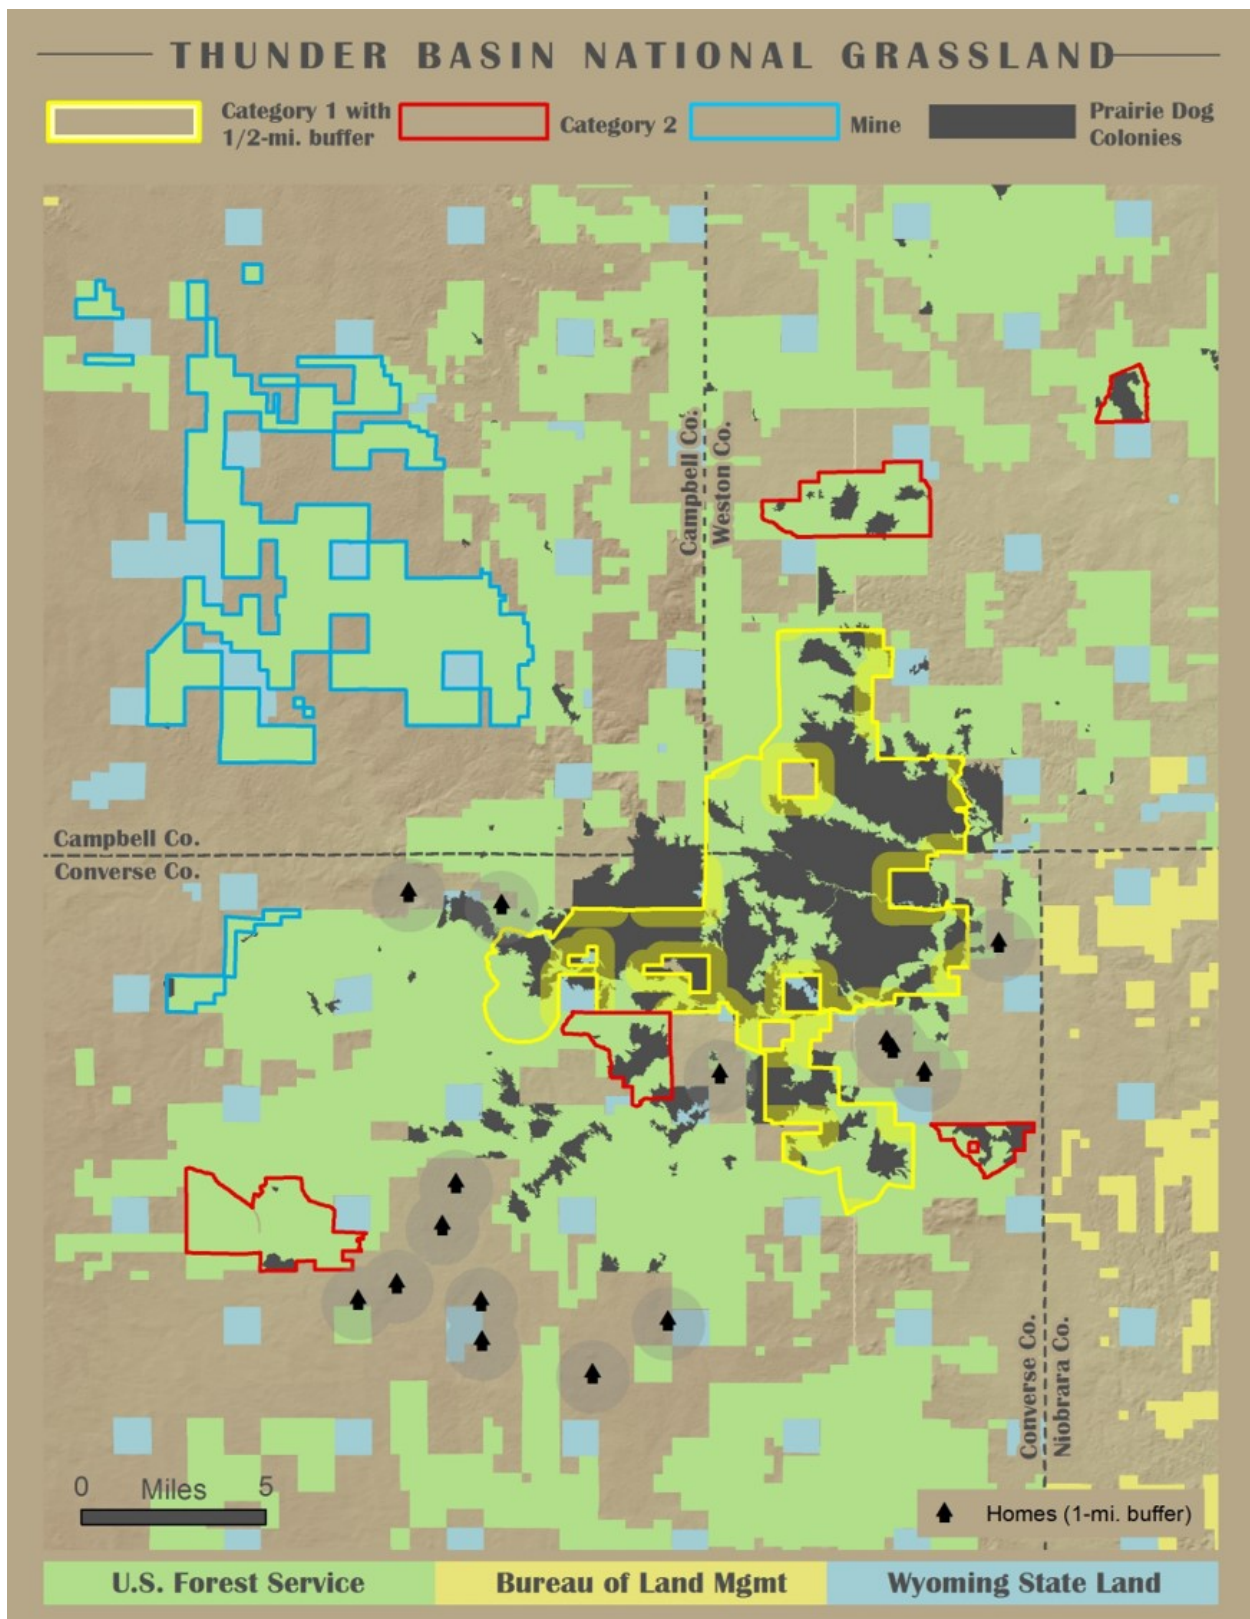 THUNDER BASIN NATIONAL GRASSLAND
Category 1 with
1/2-mi. buffer
Category 2
Mine
Prairie Dog
Colonies
Campbell Co.
Weston Co.
Campbell Co.
Converse Co.
Converse Co.
Niobrara Co.
0 Miles 5
Homes (1-mi. buffer)
U.S. Forest Service
Bureau of Land Mgmt
Wyoming State Land